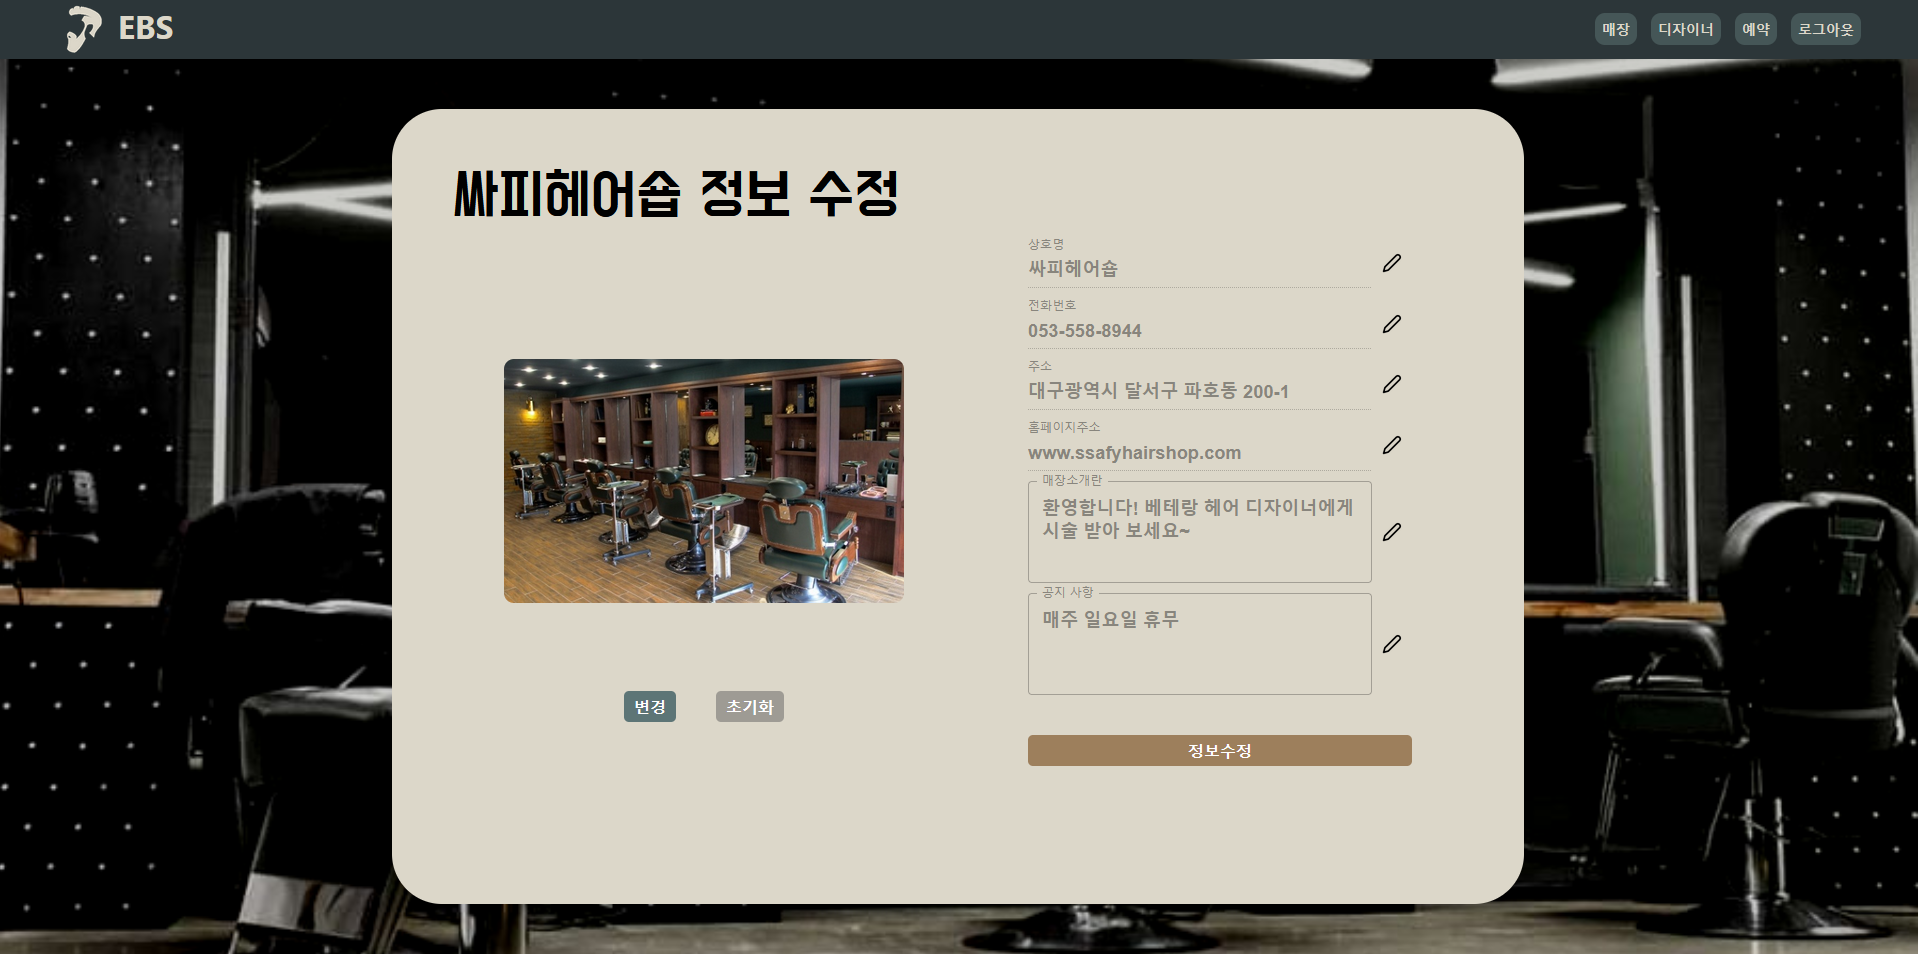 EBS
매장 디자이너 예약 로그아웃
싸피헤어숍 정보 수정
상호명
싸피헤어숍
전화번호
053-558-8944
주소
대구광역시 달서구 파호동 200-1
홈페이지주소
www.ssafyhairshop.com
매장소개란
환영합니다! 베테랑 헤어 디자이너에게
시술 받아 보세요~
공지 사항
매주 일요일 휴무
변경 초기화
정보수정